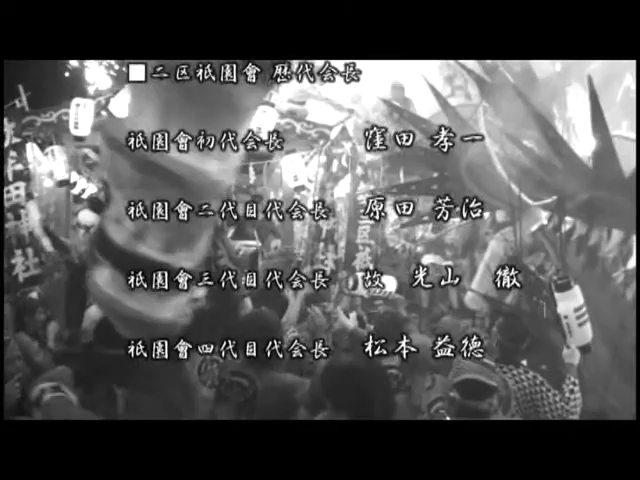 ■二区祇園會 歴代会長
祇園會初代会長 窪田 孝一
祇園會二代目代会長 原田 芳治
祇園會三代目代会長 故 光山 徹
祇園會四代目代会長 松本 益徳
田神社